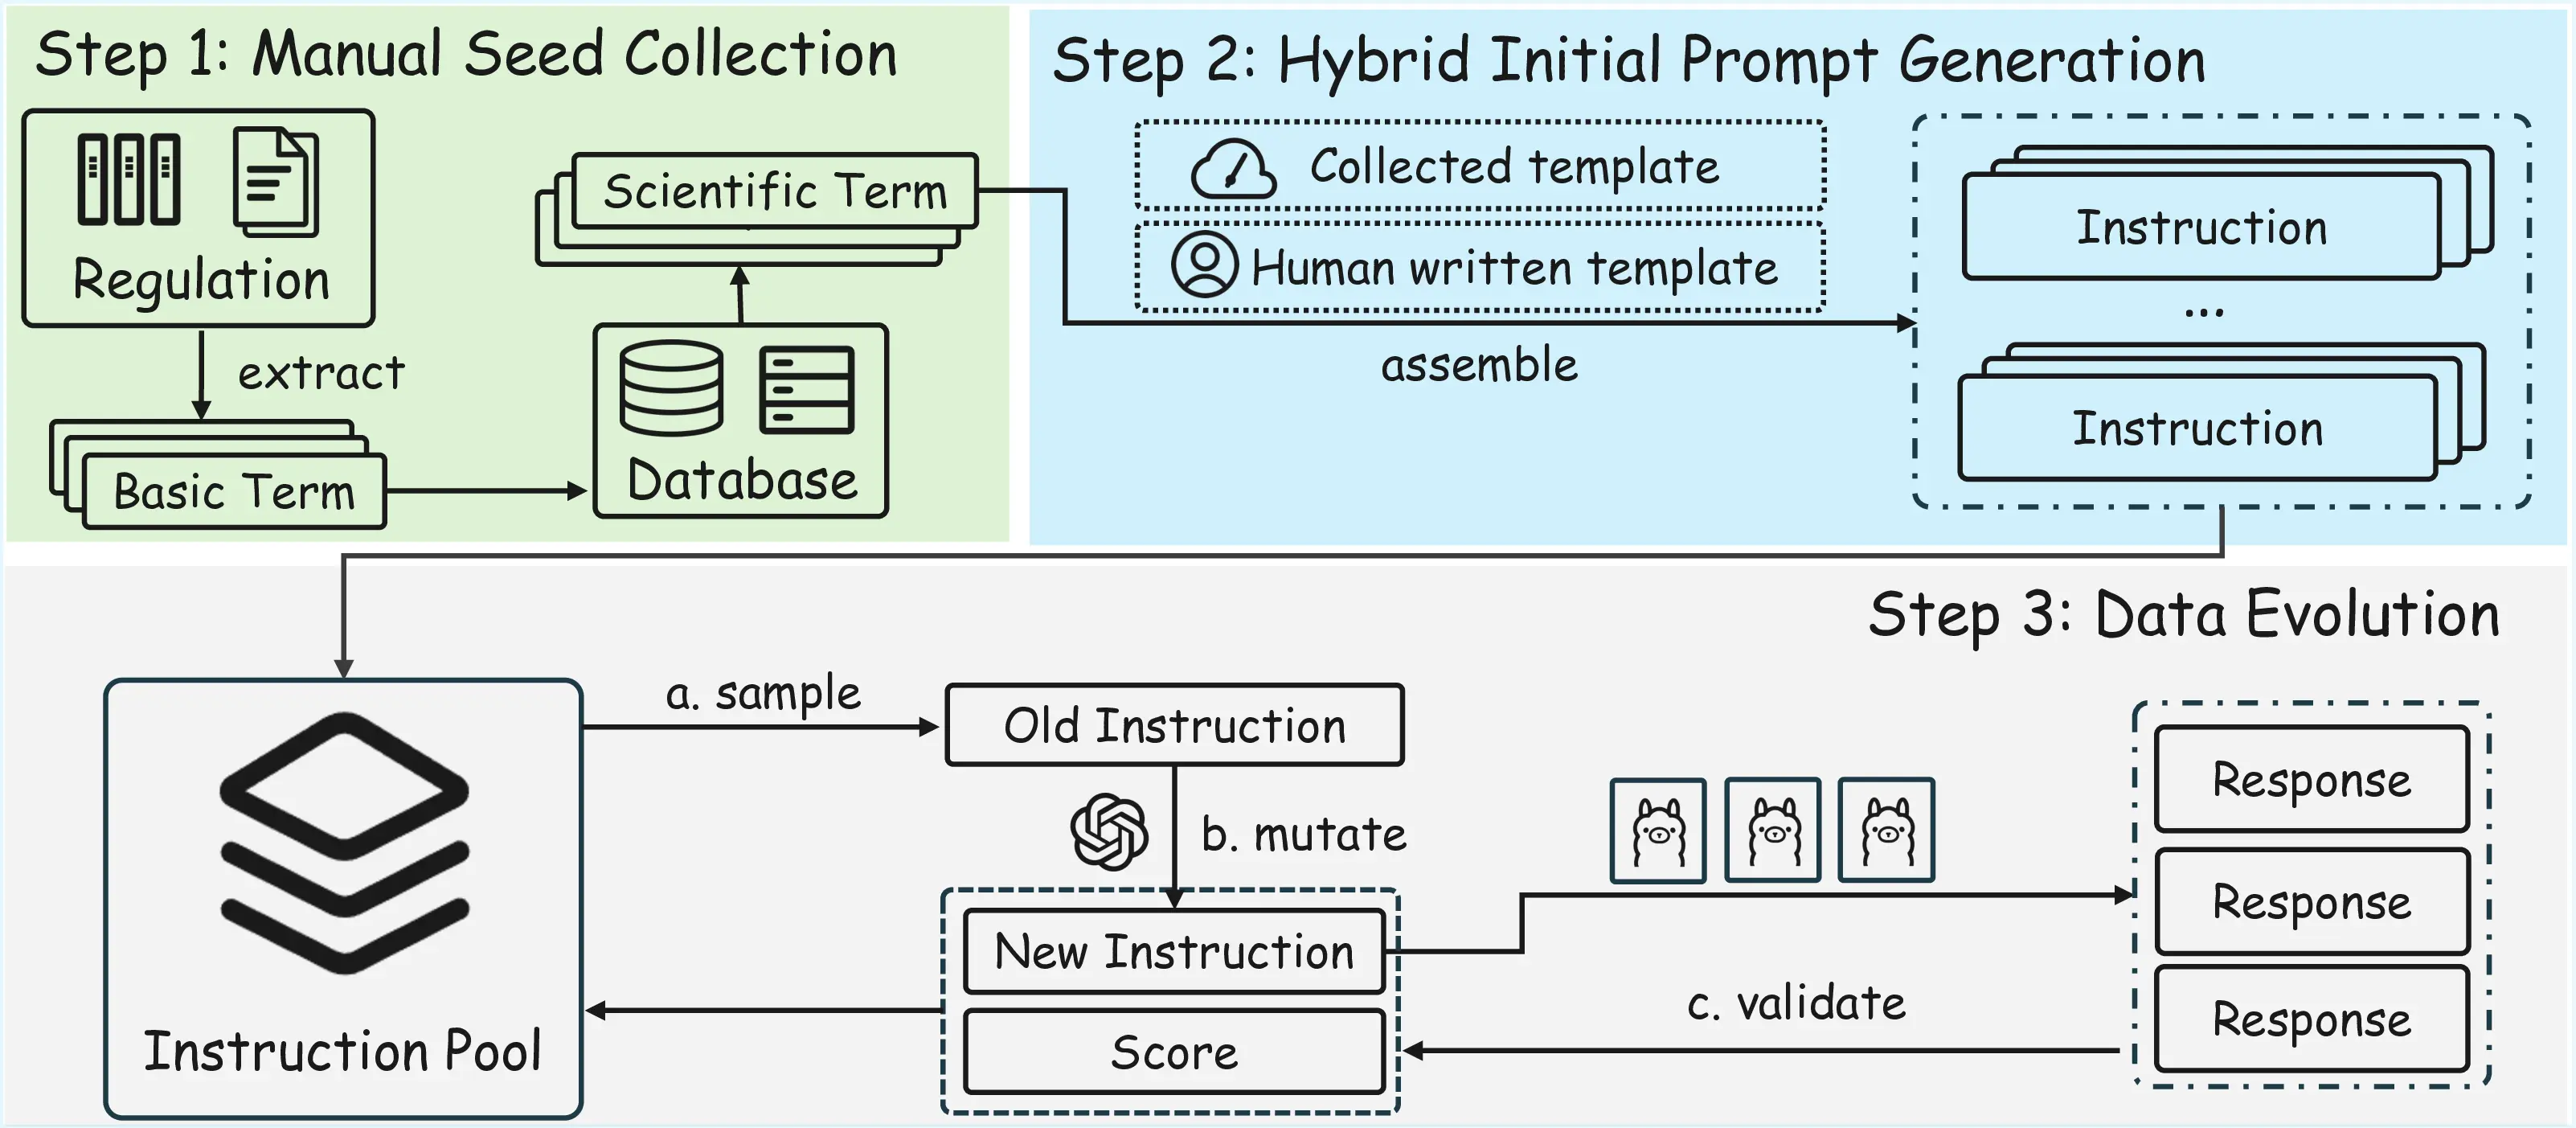 Step 1: Manual Seed Collection
Regulation
extract
Basic Term
Database
Scientific Term
Step 2: Hybrid Initial Prompt Generation
Collected template
Human written template
assemble
Instruction
...
Instruction
Step 3: Data Evolution
Instruction Pool
a. sample
Old Instruction
b. mutate
New Instruction
Score
c. validate
Response
Response
Response